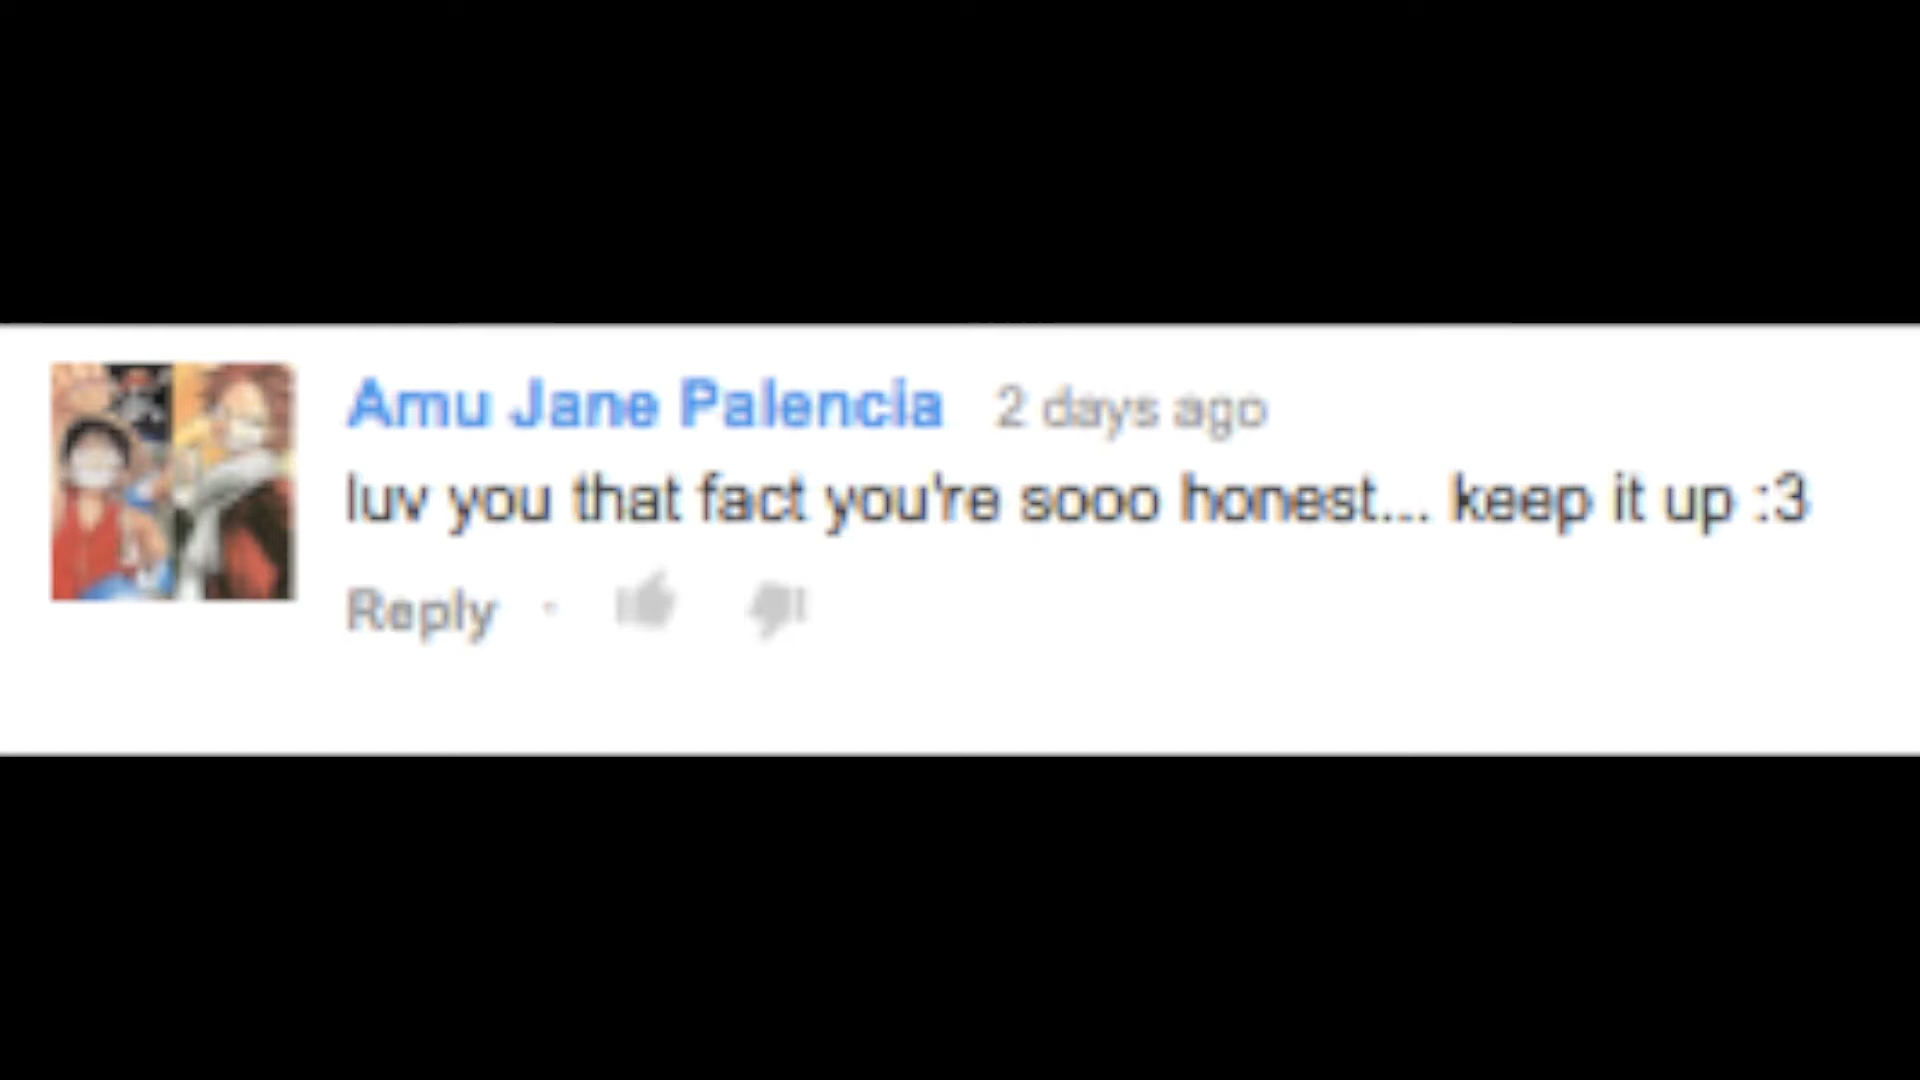 Amu Jane Palencia 2 days ago
luv you that fact you're sooo honest... keep it up :3
Reply ·